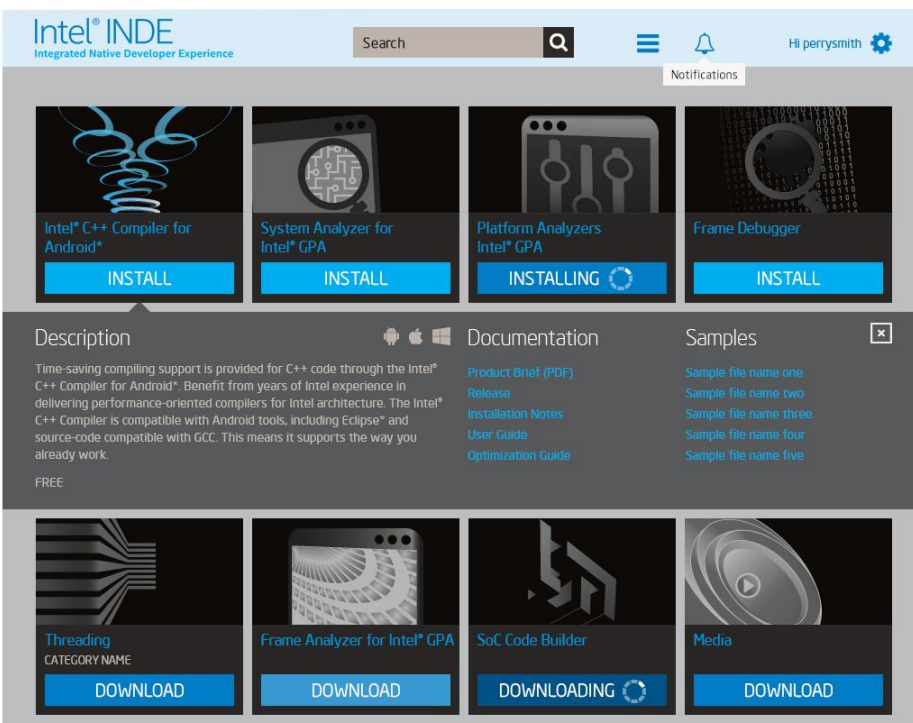 Intel® INDE
Integrated Native Developer Experience
Search
Hi perrysmith
Notifications
Intel® C++ Compiler for
Android*
INSTALL
System Analyzer for
Intel® GPA
INSTALL
Platform Analyzers
Intel® GPA
INSTALLING
Frame Debugger
INSTALL
Description
Time-saving compiling support is provided for C++ code through the Intel®
C++ Compiler for Android*. Benefit from years of Intel experience in
delivering performance-oriented compilers for Intel architecture. The Intel®
C++ Compiler is compatible with Android tools, including Eclipse* and
source-code compatible with GCC. This means it supports the way you
already work.
FREE
Documentation
Product Brief (PDF)
Release
Installation Notes
User Guide
Optimization Guide
Samples
Sample file name one
Sample file name two
Sample file name three
Sample file name four
Sample file name five
Threading
CATEGORY NAME
DOWNLOAD
Frame Analyzer for Intel® GPA
DOWNLOAD
SoC Code Builder
DOWNLOADING
Media
DOWNLOAD